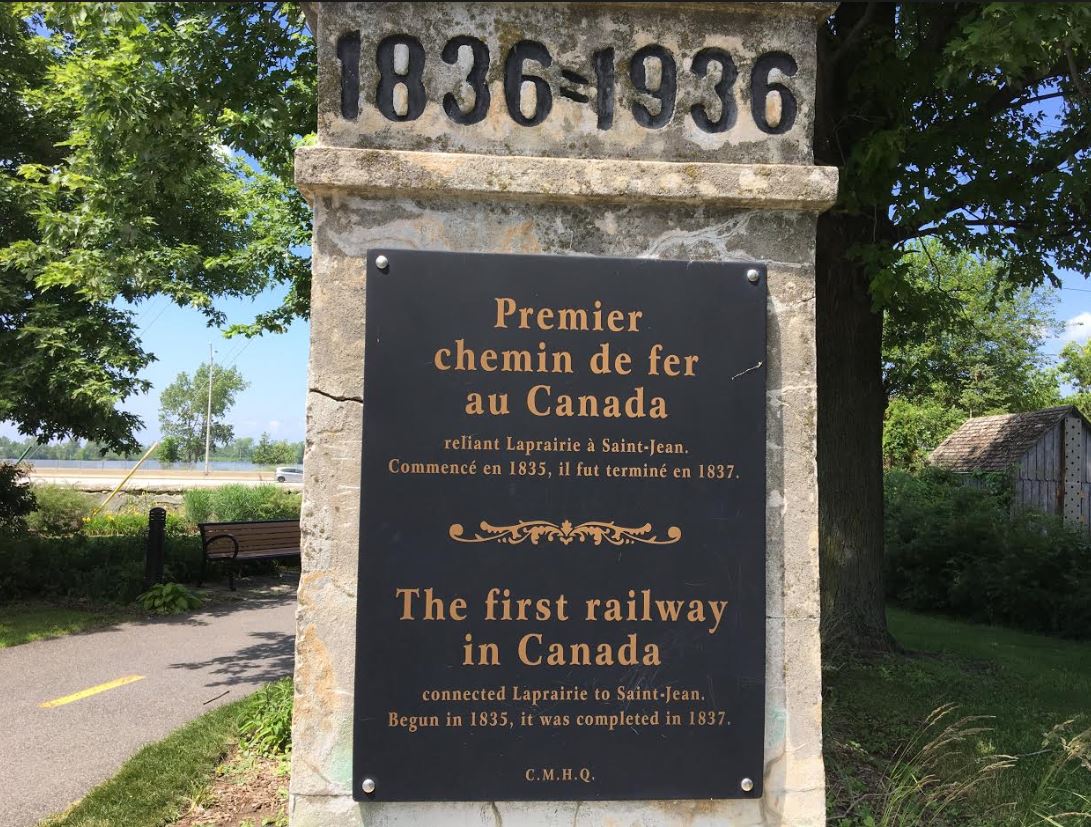 1836=1936
Premier
chemin de fer
au Canada
reliant Laprairie à Saint-Jean.
Commencé en 1835, il fut terminé en 1837.
The first railway
in Canada
connected Laprairie to Saint-Jean.
Begun in 1835, it was completed in 1837.
C.M.H.Q.